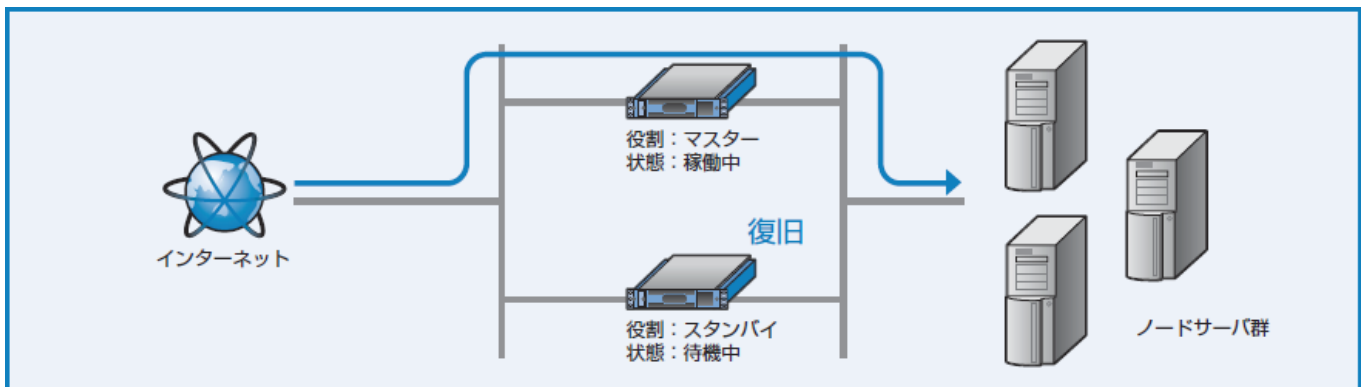 役割：マスター
状態：稼働中
復旧
インターネット
役割：スタンバイ
状態：待機中
ノードサーバ群